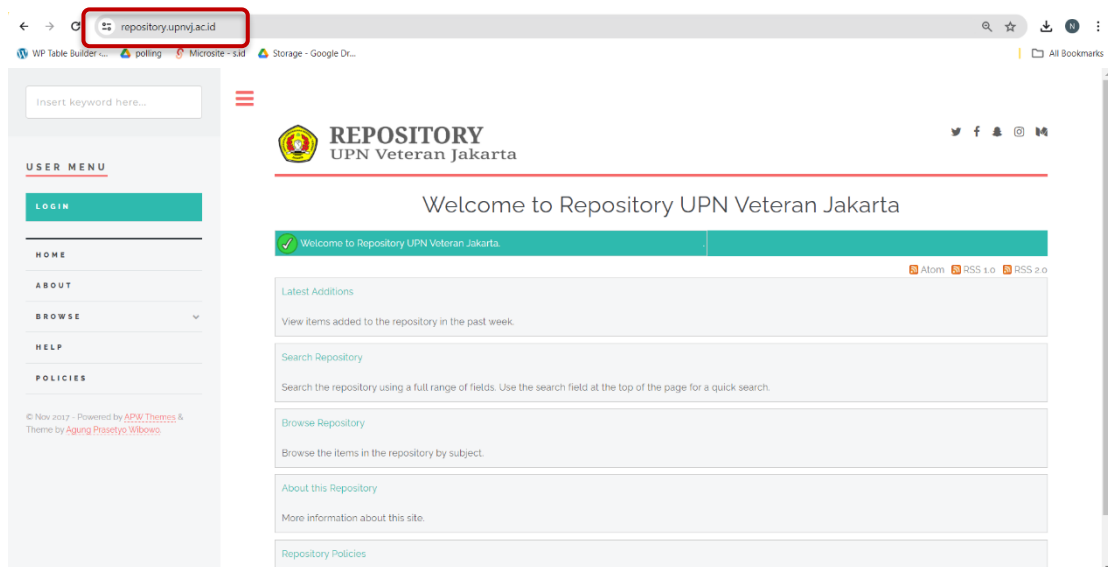 repository.upnvj.ac.id
N
WP Table Builder ‹...
polling
Microsite - s.id
Storage - Google Dr...
All Bookmarks
Insert keyword here...
USER MENU
LOGIN
HOME
ABOUT
BROWSE
HELP
POLICIES
© Nov 2017 - Powered by APW Themes &
Theme by Agung Prasetyo Wibowo.
REPOSITORY
UPN Veteran Jakarta
Welcome to Repository UPN Veteran Jakarta
Welcome to Repository UPN Veteran Jakarta.
Atom RSS 1.0 RSS 2.0
Latest Additions
View items added to the repository in the past week.
Search Repository
Search the repository using a full range of fields. Use the search field at the top of the page for a quick search.
Browse Repository
Browse the items in the repository by subject.
About this Repository
More information about this site.
Repository Policies